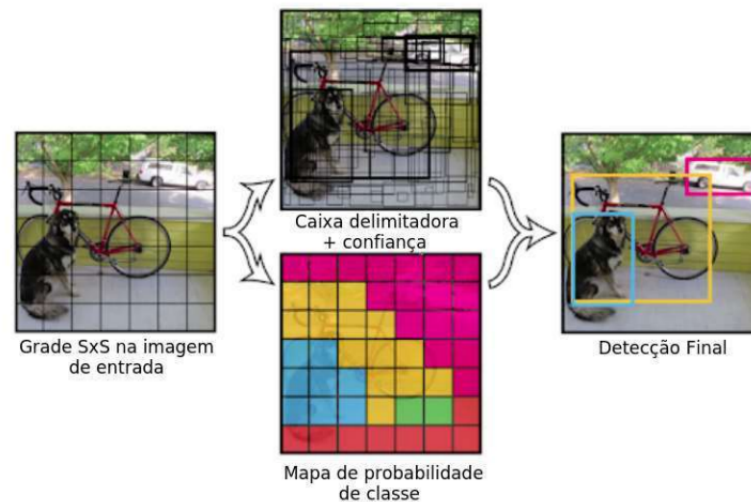 Caixa delimitadora
+ confiança
Grade SxS na imagem
de entrada
Detecção Final
Mapa de probabilidade
de classe